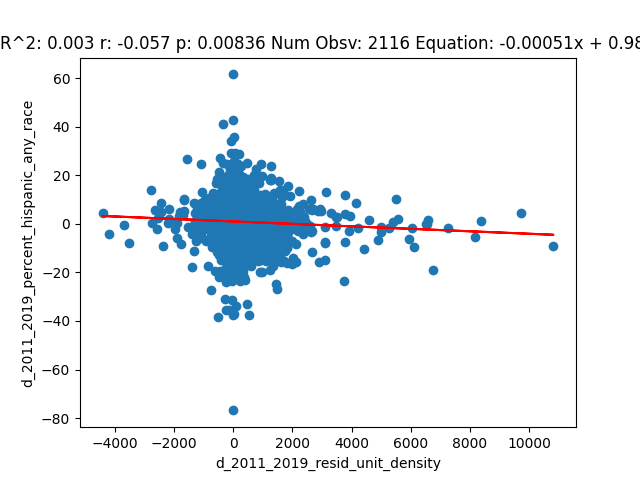 R^2: 0.003 r: -0.057 p: 0.00836 Num Obsv: 2116 Equation: -0.00051x + 0.98
d_2011_2019_percent_hispanic_any_race
60
40
20
0
−20
−40
−60
−80
−4000 −2000 0 2000 4000 6000 8000 10000
d_2011_2019_resid_unit_density